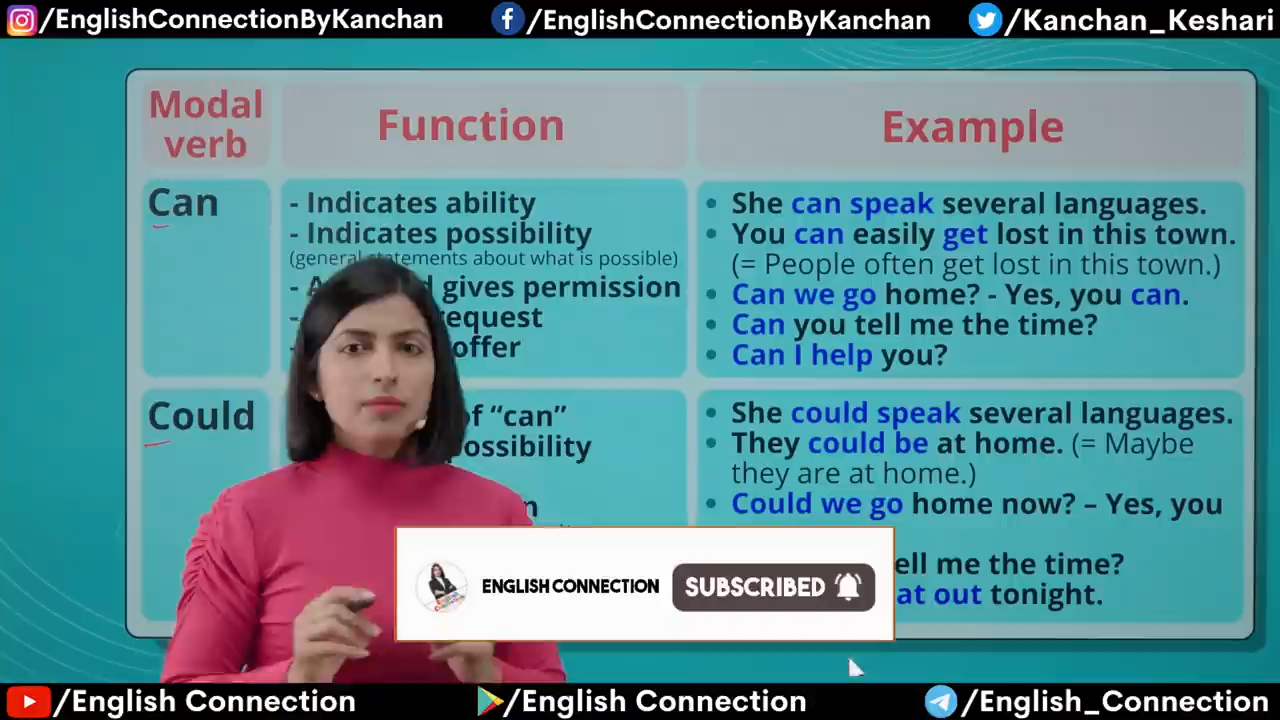 /EnglishConnectionByKanchan /EnglishConnectionByKanchan /Kanchan_Keshari
Modal verb
Function
Example
Can
- Indicates ability
- Indicates possibility
(general statements about what is possible)
gives permission
request
offer
She can speak several languages.
You can easily get lost in this town.
(= People often get lost in this town.)
Can we go home? - Yes, you can.
Can you tell me the time?
Can I help you?
Could
of “can”
possibility
She could speak several languages.
They could be at home. (= Maybe
they are at home.)
Could we go home now? – Yes, you
ell me the time?
at out tonight.
ENGLISH CONNECTION SUBSCRIBED
/English Connection /English Connection /English_Connection